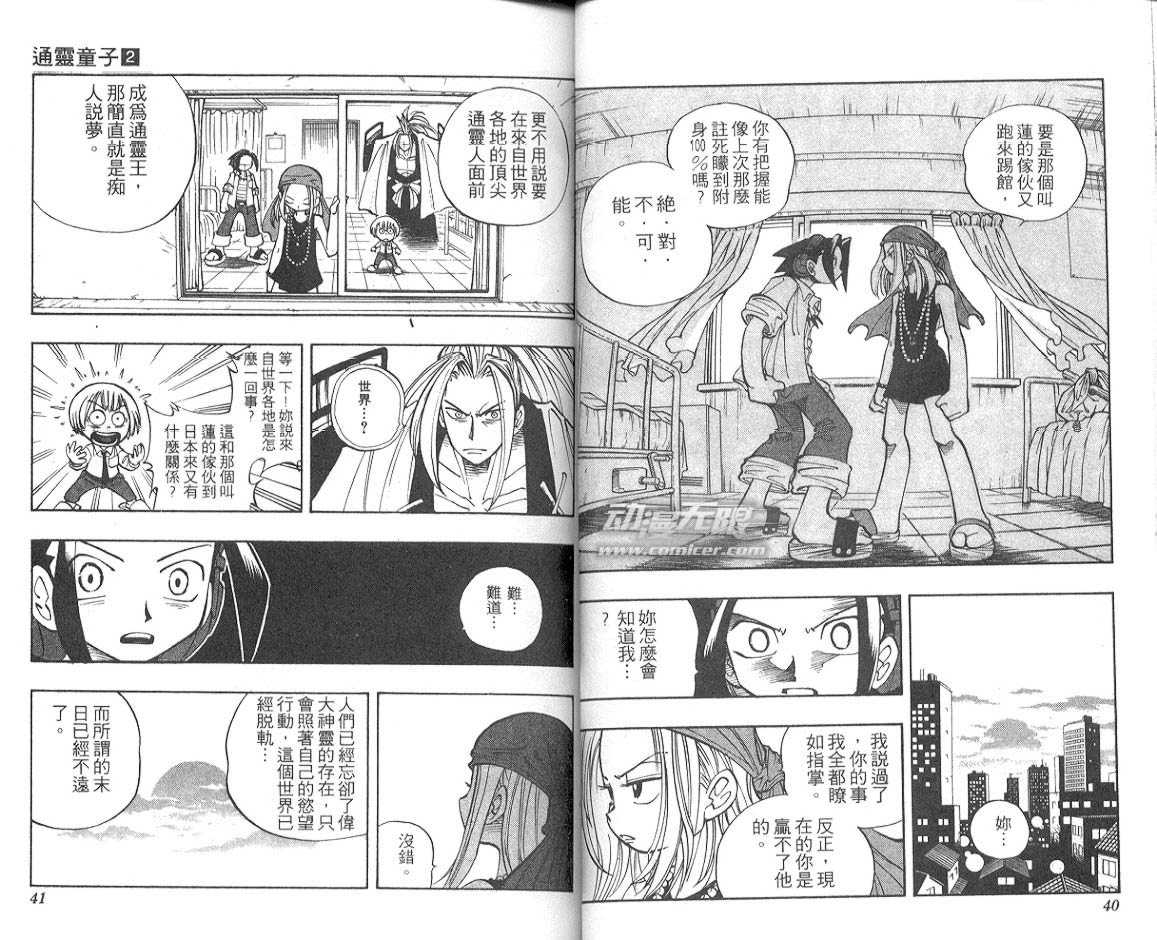 要是那個叫
蓮的傢伙又
跑來踢館，
你有把握能
像上次那麼
註死矇到附
身100%嗎？
絕．對．
不．可．
能。
动漫无限
www.comicer.com
妳…
妳怎麼會
知道我…
？
我說過了
，你的事
我全都瞭
如指掌。
反正，現
在的你是
贏不了他
的。
40
通靈童子2
更不用說要
在來自世界
各地的頂尖
通靈人面前
成為通靈王，
那簡直就是痴
人說夢。
世界…？
等一下！妳說來
自世界各地是怎
麼一回事？
這和那個叫
蓮的傢伙到
日本來又有
什麼關係？
難…
難道…
沒錯。
人們已經忘卻了偉
大神靈的存在，只
會照著自己的慾望
行動，這個世界已
經脫軌…
而所謂的末
日已經不遠
了。
41